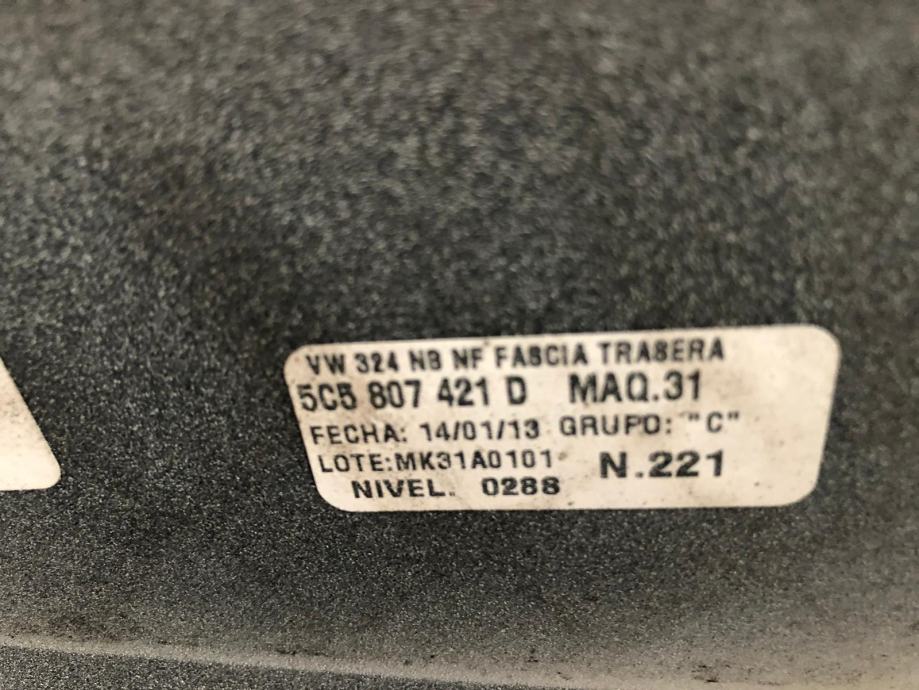 VW 324 NB NF FASCIA TRASERA
5C5 807 421 D MAQ.31
FECHA: 14/01/13 GRUPO: "C"
LOTE:MK31A0101 N.221
NIVEL. 0288